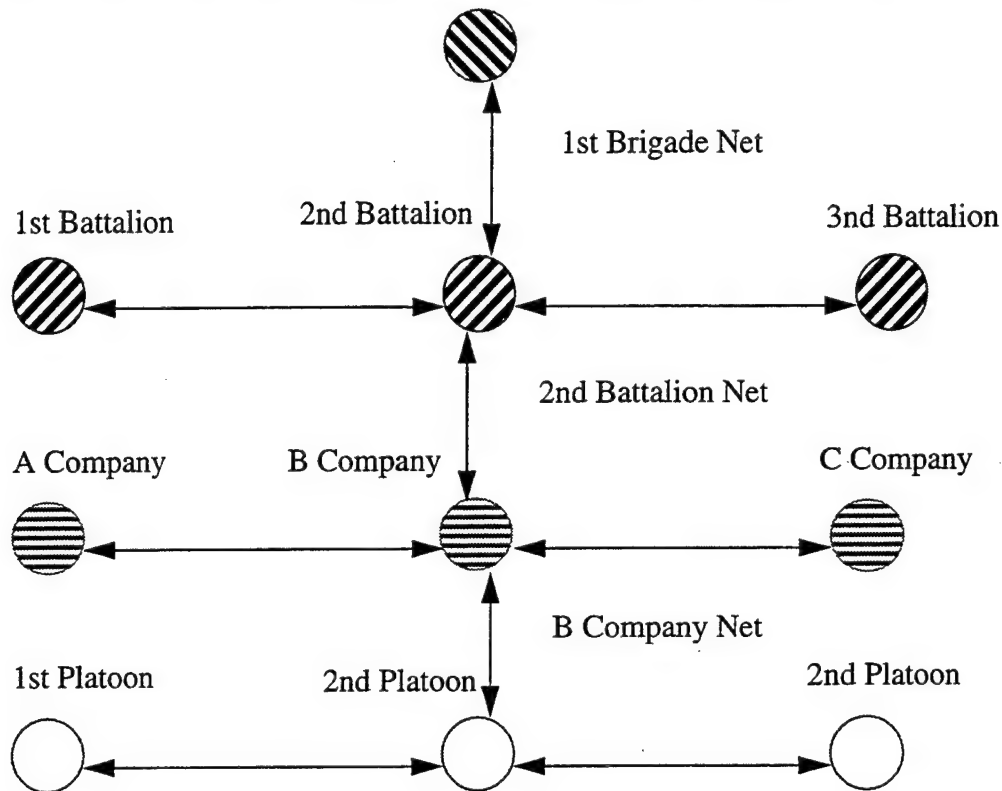 1st Brigade Net
1st Battalion
2nd Battalion
3nd Battalion
2nd Battalion Net
A Company
B Company
C Company
B Company Net
1st Platoon
2nd Platoon
2nd Platoon